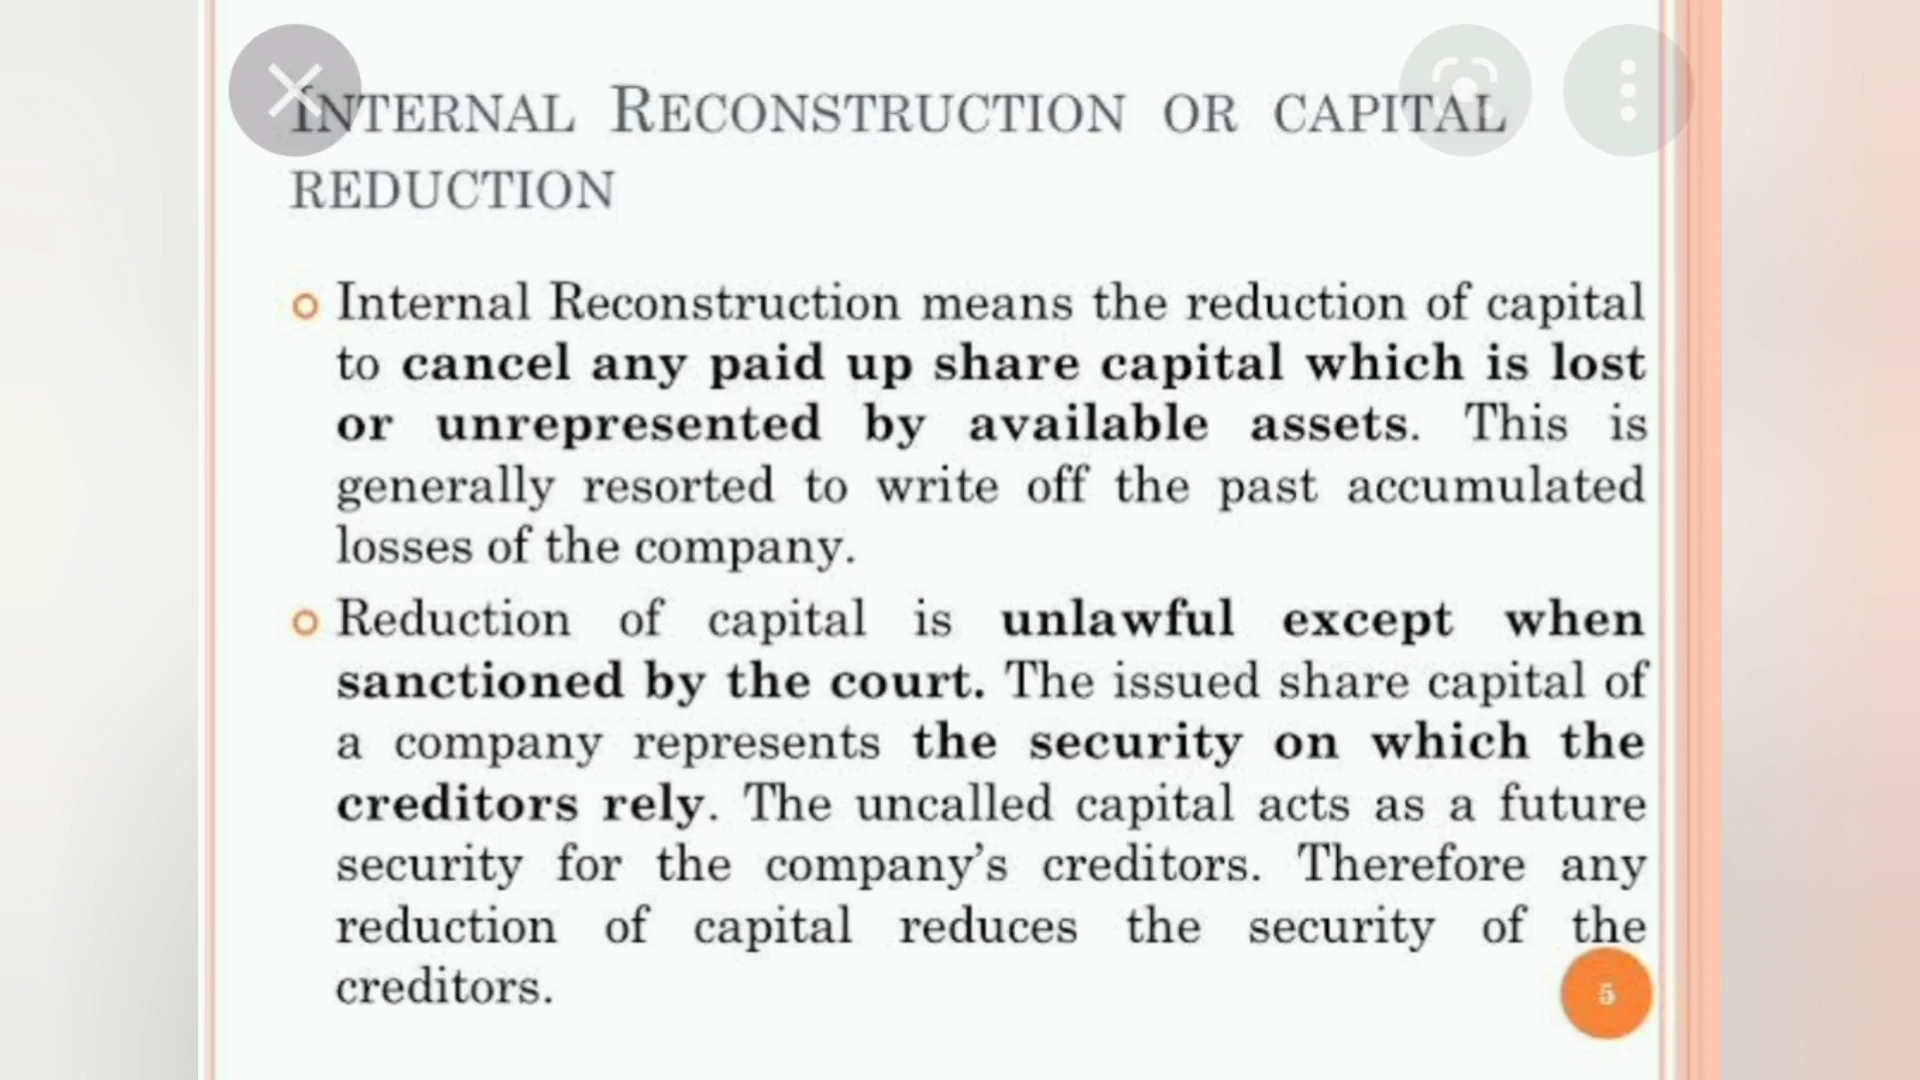 INTERNAL RECONSTRUCTION OR CAPITAL
REDUCTION
Internal Reconstruction means the reduction of capital
to cancel any paid up share capital which is lost
or unrepresented by available assets. This is
generally resorted to write off the past accumulated
losses of the company.
Reduction of capital is unlawful except when
sanctioned by the court. The issued share capital of
a company represents the security on which the
creditors rely. The uncalled capital acts as a future
security for the company's creditors. Therefore any
reduction of capital reduces the security of the
creditors.
5